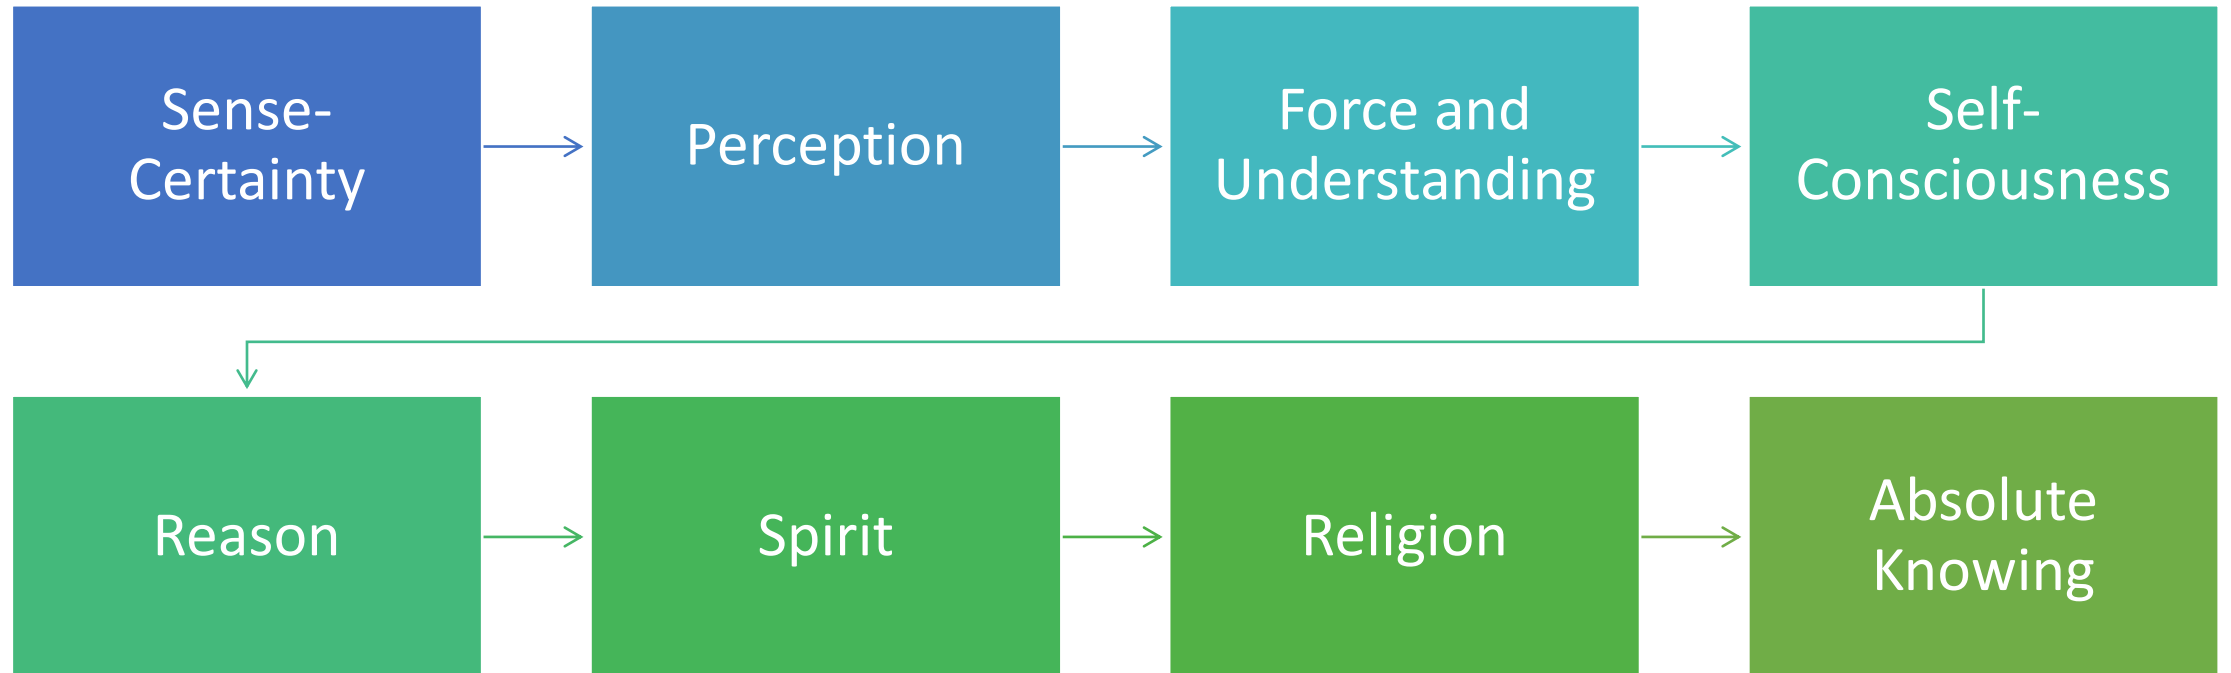 Sense-
Certainty
Perception
Force and
Understanding
Self-
Consciousness
Reason
Spirit
Religion
Absolute
Knowing